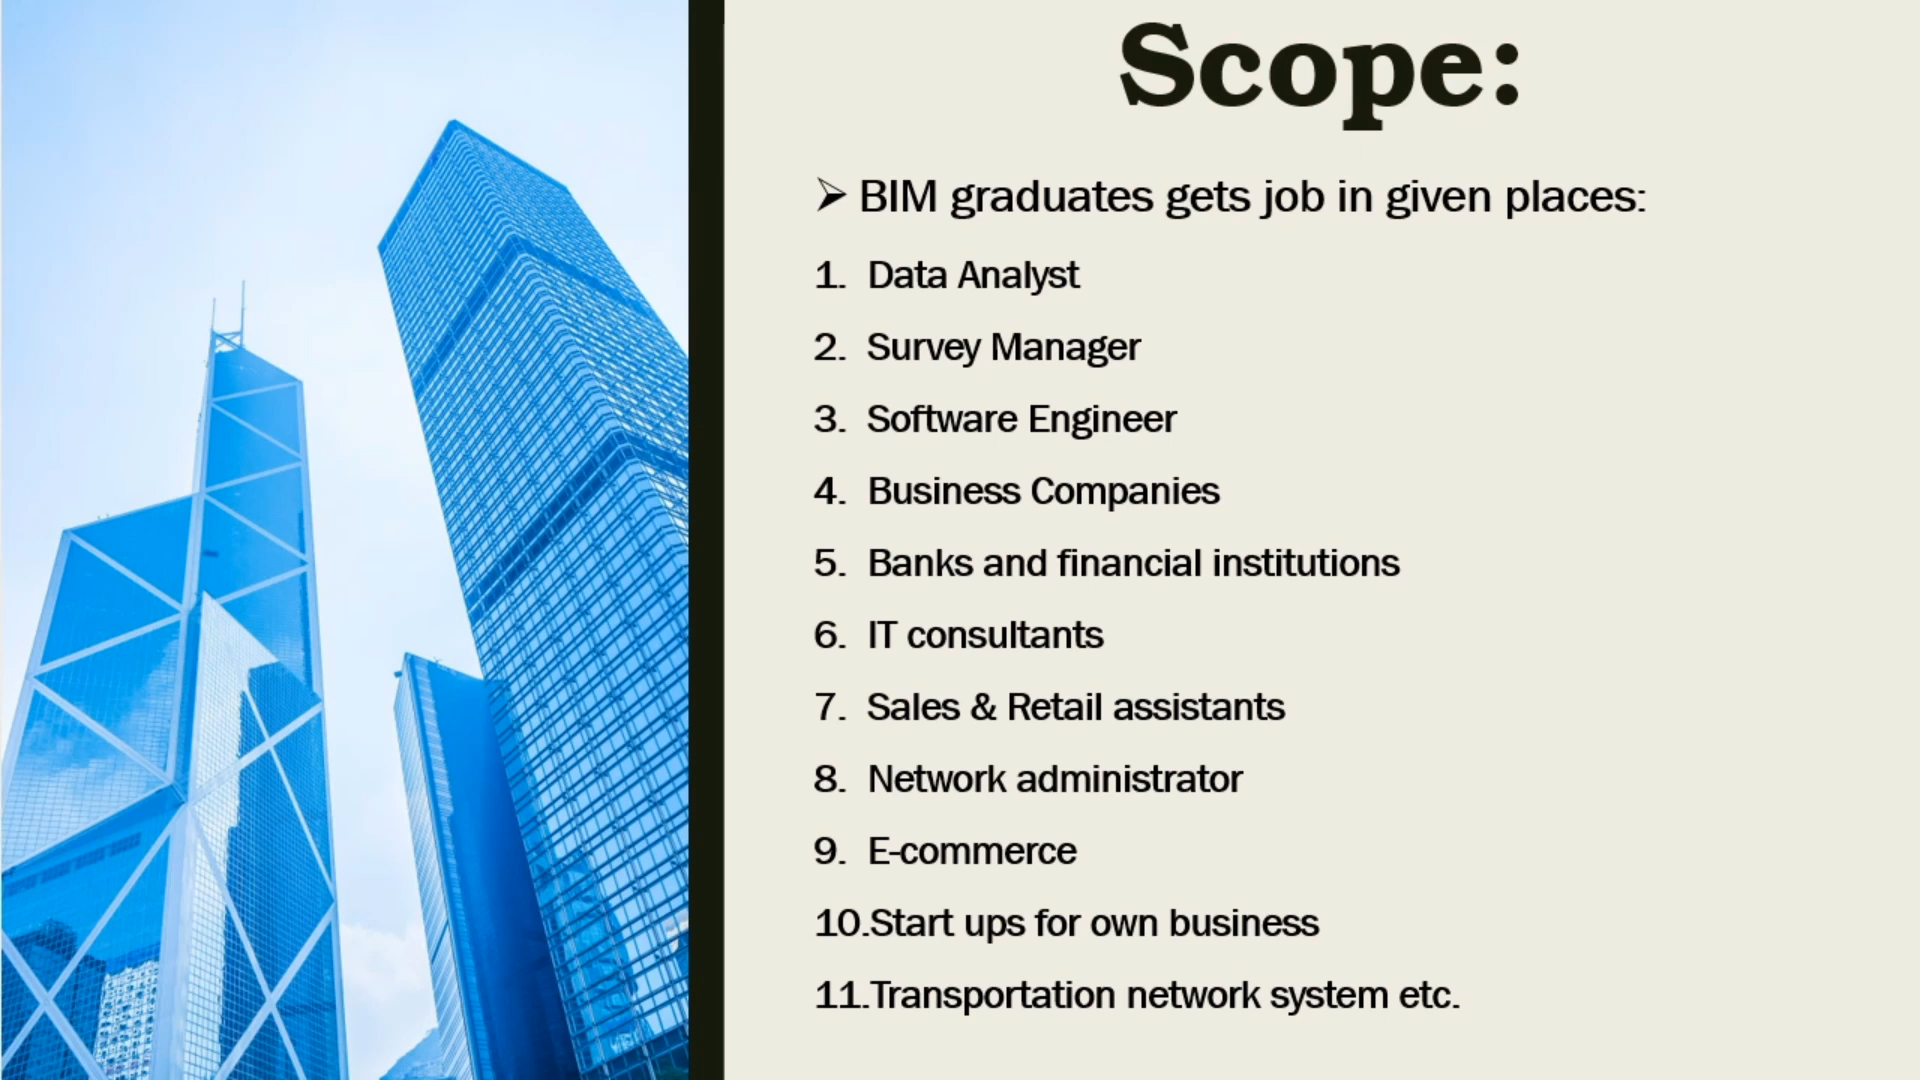 Scope:
➢ BIM graduates gets job in given places:
1. Data Analyst
2. Survey Manager
3. Software Engineer
4. Business Companies
5. Banks and financial institutions
6. IT consultants
7. Sales & Retail assistants
8. Network administrator
9. E-commerce
10.Start ups for own business
11.Transportation network system etc.